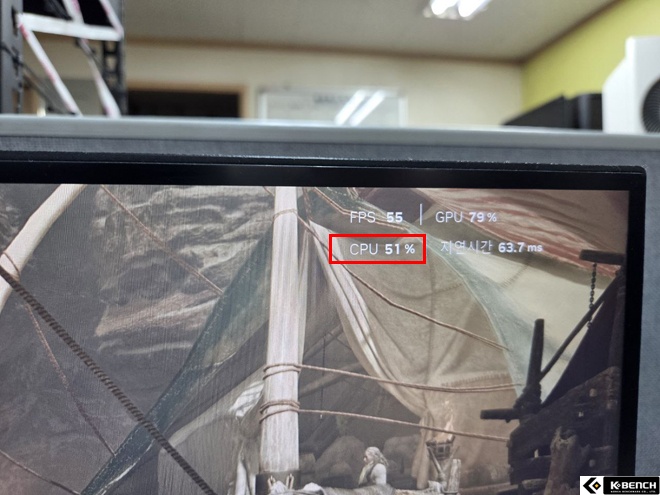 FPS 55 | GPU 79%
CPU 51% 지연시간 63.7 ms
K-BENCH